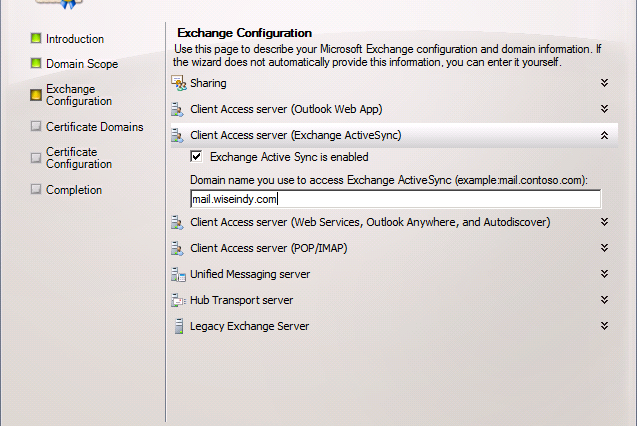 Introduction
Domain Scope
Exchange
Configuration
Certificate Domains
Certificate
Configuration
Completion
Exchange Configuration
Use this page to describe your Microsoft Exchange configuration and domain information. If
the wizard does not automatically provide this information, you can enter it yourself.
Sharing
Client Access server (Outlook Web App)
Client Access server (Exchange ActiveSync)
Exchange Active Sync is enabled
Domain name you use to access Exchange ActiveSync (example:mail.contoso.com):
mail.wiseindy.com
Client Access server (Web Services, Outlook Anywhere, and Autodiscover)
Client Access server (POP/IMAP)
Unified Messaging server
Hub Transport server
Legacy Exchange Server